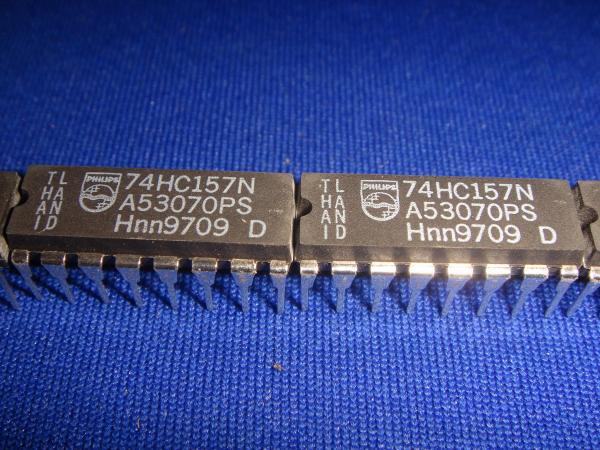 TL
HA
AN
ID
PHILIPS
74HC157N
A53070PS
Hnn9709 D
TL
HA
AN
ID
PHILIPS
74HC157N
A53070PS
Hnn9709 D